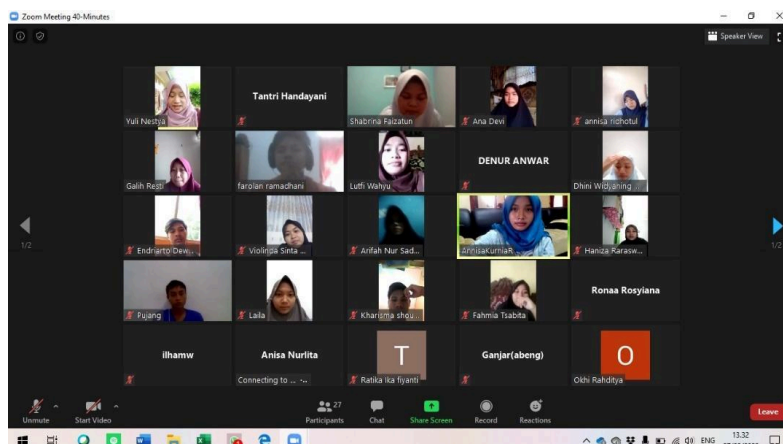 Zoom Meeting 40-Minutes
Speaker View
Yuli Nestya
Tantri Handayani
Shabrina Faizatun
Ana Devi
annisa ridhotul
Galih Resti
farolan ramadhani
Lutfi Wahyu
DENUR ANWAR
Dhini Widyaning ...
Endriarto Dew...
Violinda Sinta ...
Arifah Nur Sad...
AnnisaKurniaR
Haniza Rarasw...
1/2
1/2
Pujang
Laila
Kharisma shou...
Fahmia Tsabita
Ronaa Rosyiana
ilhamw
Anisa Nurlita
Connecting to ...
T
Ratika Ika fiyanti
Ganjar(abeng)
O
Okhi Rahditya
Unmute
Start Video
27
Participants
Chat
Share Screen
Record
Reactions
Leave
ENG
13.32